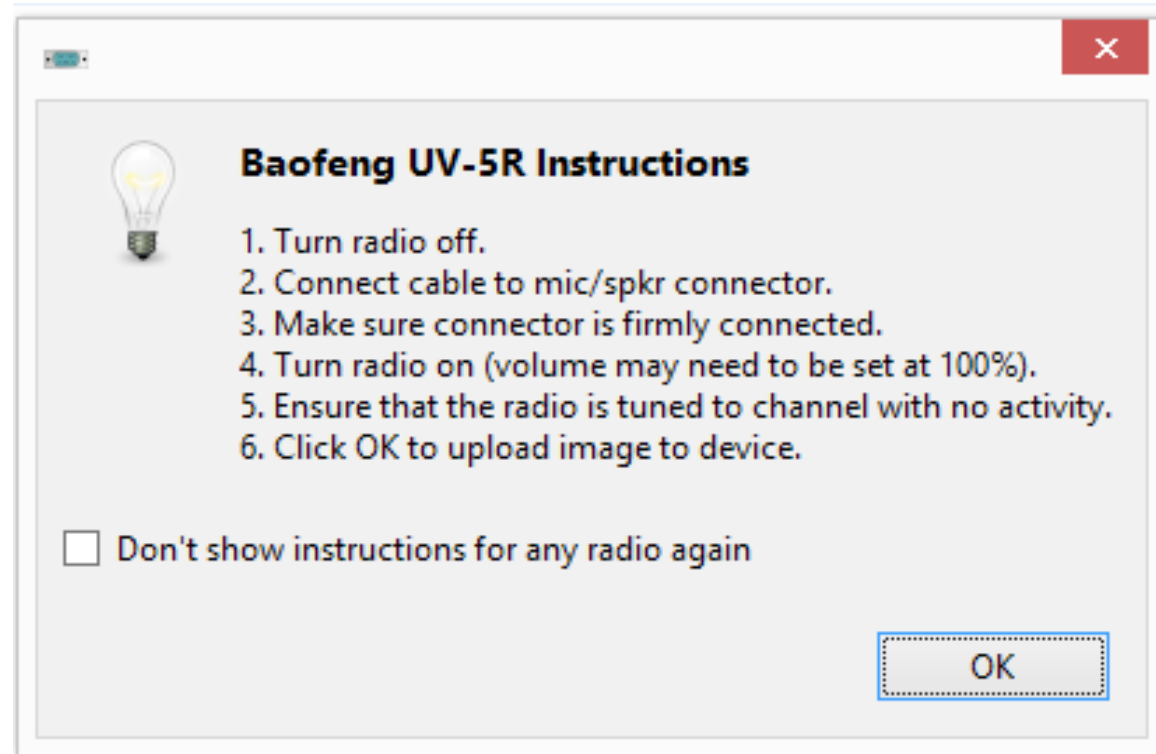 Baofeng UV-5R Instructions
1. Turn radio off.
2. Connect cable to mic/spkr connector.
3. Make sure connector is firmly connected.
4. Turn radio on (volume may need to be set at 100%).
5. Ensure that the radio is tuned to channel with no activity.
6. Click OK to upload image to device.
Don't show instructions for any radio again
OK